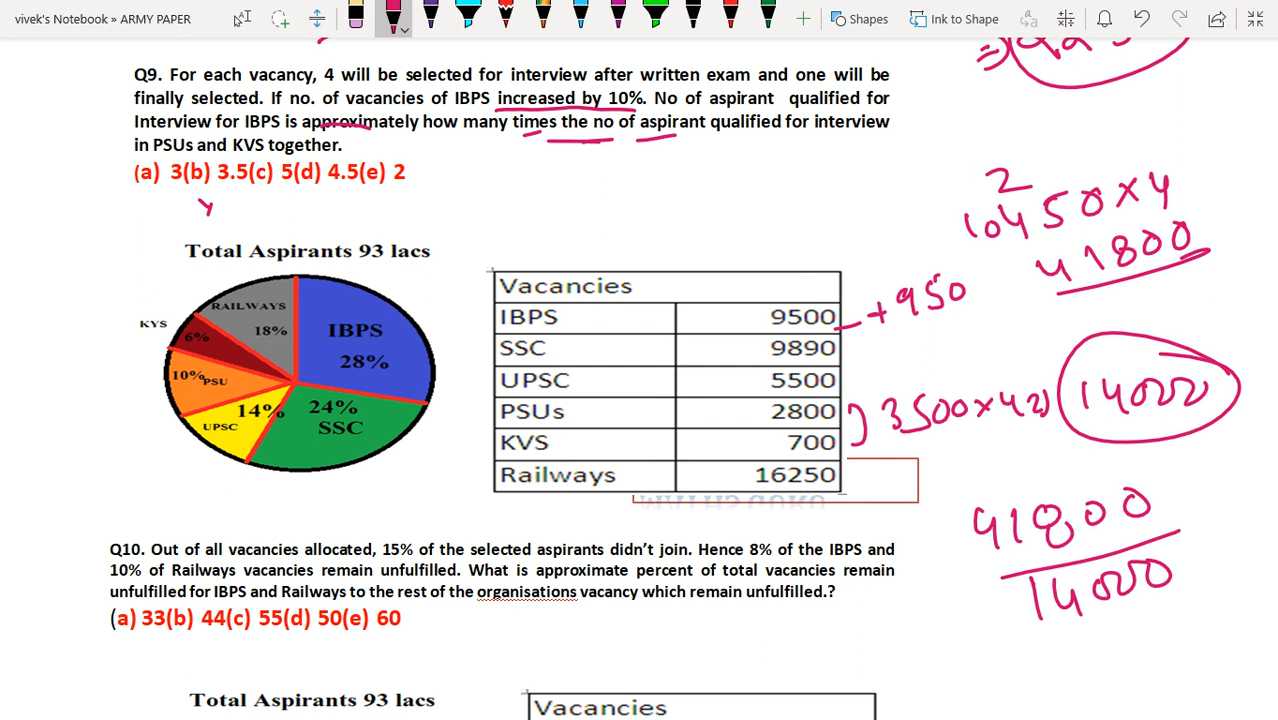 vivek's Notebook » ARMY PAPER
Shapes
Ink to Shape
Q9. For each vacancy, 4 will be selected for interview after written exam and one will be
finally selected. If no. of vacancies of IBPS increased by 10%. No of aspirant qualified for
Interview for IBPS is approximately how many times the no of aspirant qualified for interview
in PSUs and KVS together.
(a) 3(b) 3.5(c) 5(d) 4.5(e) 2
2
10450×4
41800
Total Aspirants 93 lacs
RAILWAYS
18%
KYS
6%
IBPS
28%
10% PSU
14%
UPSC
24%
SSC
Vacancies
IBPS 9500
SSC 9890
UPSC 5500
PSUs 2800
KVS 700
Railways 16250
+950
3500×4
14000
41800
14000
Q10. Out of all vacancies allocated, 15% of the selected aspirants didn't join. Hence 8% of the IBPS and
10% of Railways vacancies remain unfulfilled. What is approximate percent of total vacancies remain
unfulfilled for IBPS and Railways to the rest of the organisations vacancy which remain unfulfilled.?
(a) 33(b) 44(c) 55(d) 50(e) 60
Total Aspirants 93 lacs
Vacancies